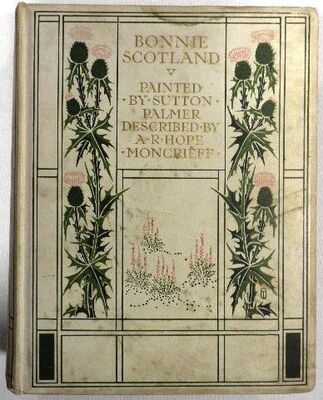 BONNIE
SCOTLAND
PAINTED
·BY·SUTTON·
PALMER
DESCRIBED·BY
A·R·HOPE
·MONCRIEFF·